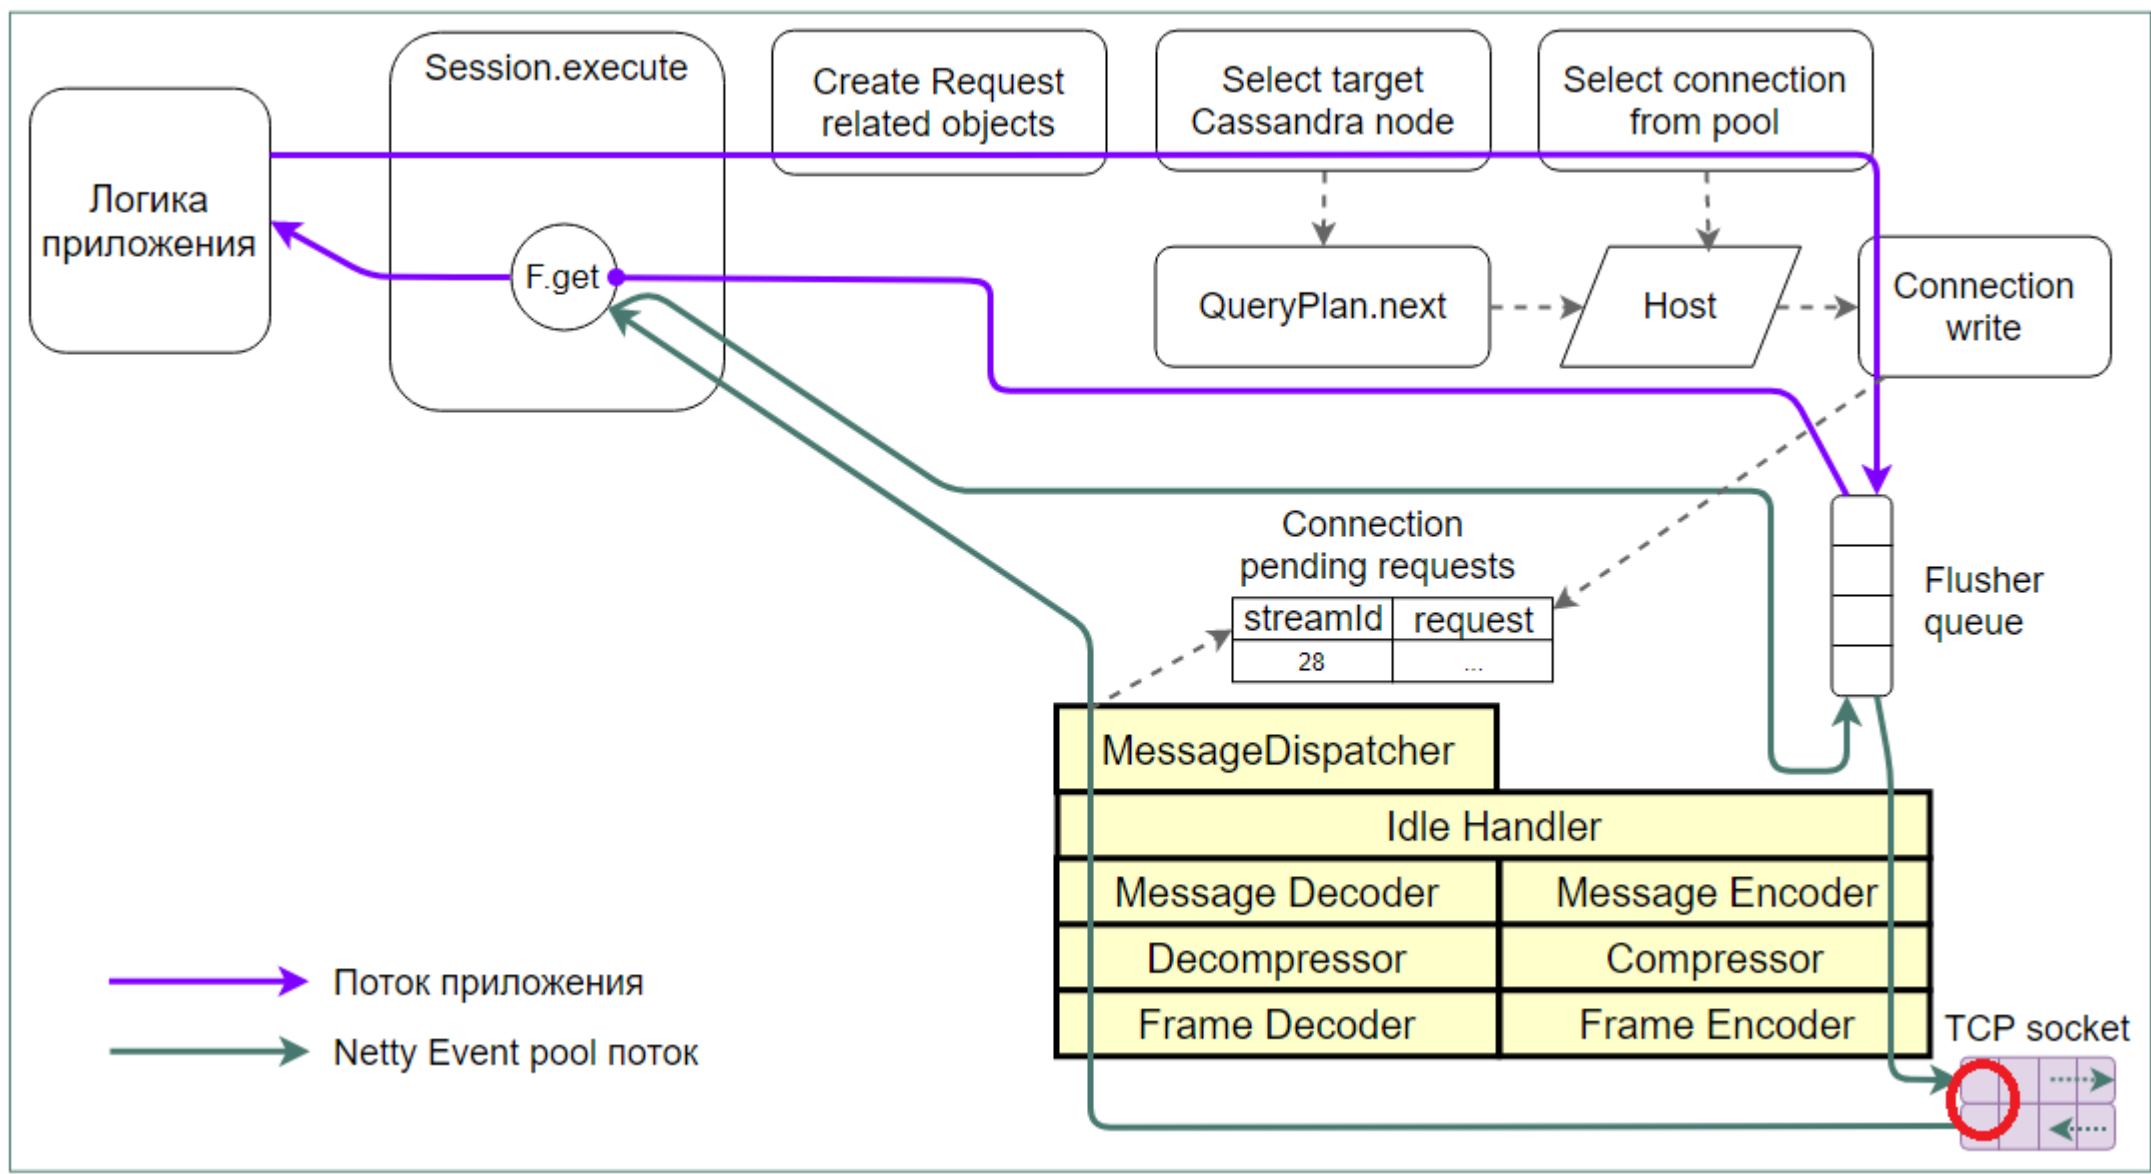 Session.execute
Create Request
related objects
Select target
Cassandra node
Select connection
from pool
Логика
приложения
F.get
QueryPlan.next
Host
Connection
write
Connection
pending requests
streamId request
28 ...
Flusher
queue
MessageDispatcher
Idle Handler
Message Decoder Message Encoder
Decompressor Compressor
Frame Decoder Frame Encoder
TCP socket
Поток приложения
Netty Event pool поток